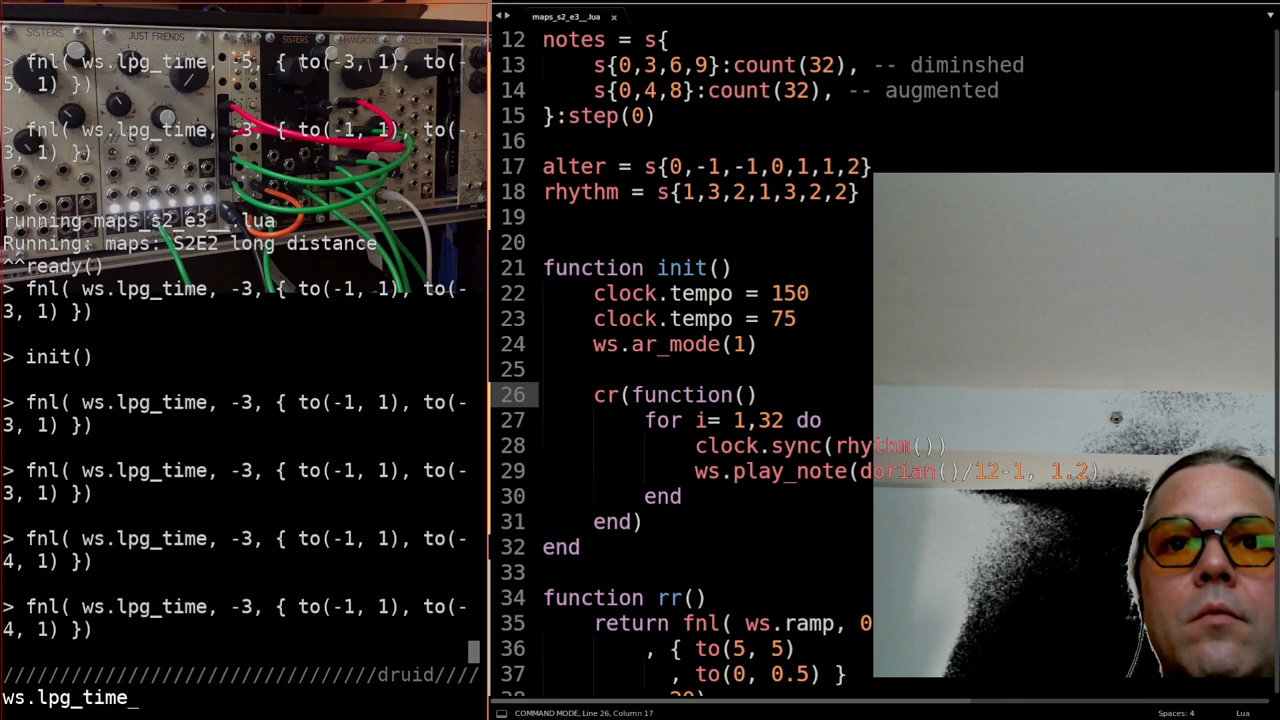 SISTERS
JUST FRIENDS
SISTERS
MANGROVE
COLD MAC
> fnl( ws.lpg_time, -5, { to(-3, 1), to(-
5, 1) })
> fnl( ws.lpg_time, -3, { to(-1, 1), to(-
3, 1) })
> r
running maps_s2_e3__.lua
Running: maps: S2E2 long distance
^^ready()
> fnl( ws.lpg_time, -3, { to(-1, 1), to(-
3, 1) })
> init()
> fnl( ws.lpg_time, -3, { to(-1, 1), to(-
3, 1) })
> fnl( ws.lpg_time, -3, { to(-1, 1), to(-
3, 1) })
> fnl( ws.lpg_time, -3, { to(-1, 1), to(-
4, 1) })
> fnl( ws.lpg_time, -3, { to(-1, 1), to(-
4, 1) })
/////////////////////////////////druid////
ws.lpg_time_
maps_s2_e3__.lua ×
12 notes = s{
13 s{0,3,6,9}:count(32), -- diminshed
14 s{0,4,8}:count(32), -- augmented
15 }:step(0)
16
17 alter = s{0,-1,-1,0,1,1,2}
18 rhythm = s{1,3,2,1,3,2,2}
19
20
21 function init()
22 clock.tempo = 150
23 clock.tempo = 75
24 ws.ar_mode(1)
25
26 cr(function()
27 for i= 1,32 do
28 clock.sync(rhythm())
29 ws.play_note(dorian()/12-1, 1.2)
30 end
31 end)
32 end
33
34 function rr()
35 return fnl( ws.ramp, 0
36 , { to(5, 5)
37 , to(0, 0.5) }
38 20)
COMMAND MODE, Line 26, Column 17
Spaces: 4
Lua